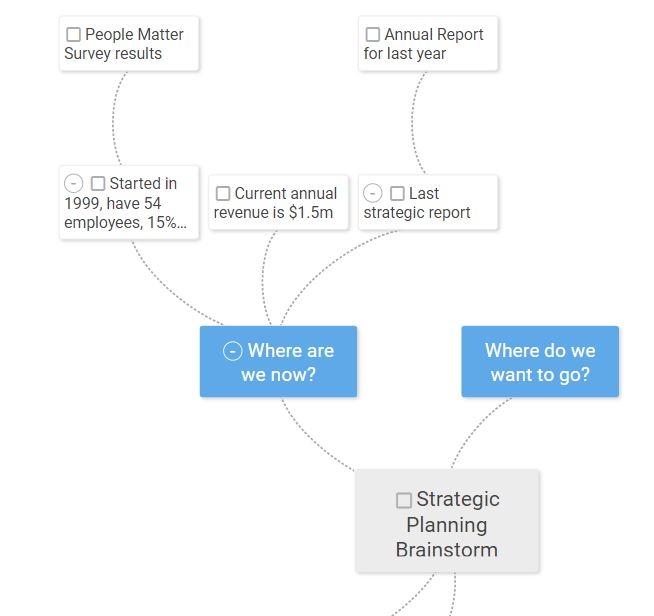 People Matter
Survey results
Annual Report
for last year
Started in
1999, have 54
employees, 15%...
Current annual
revenue is $1.5m
Last
strategic report
Where are
we now?
Where do we
want to go?
Strategic
Planning
Brainstorm